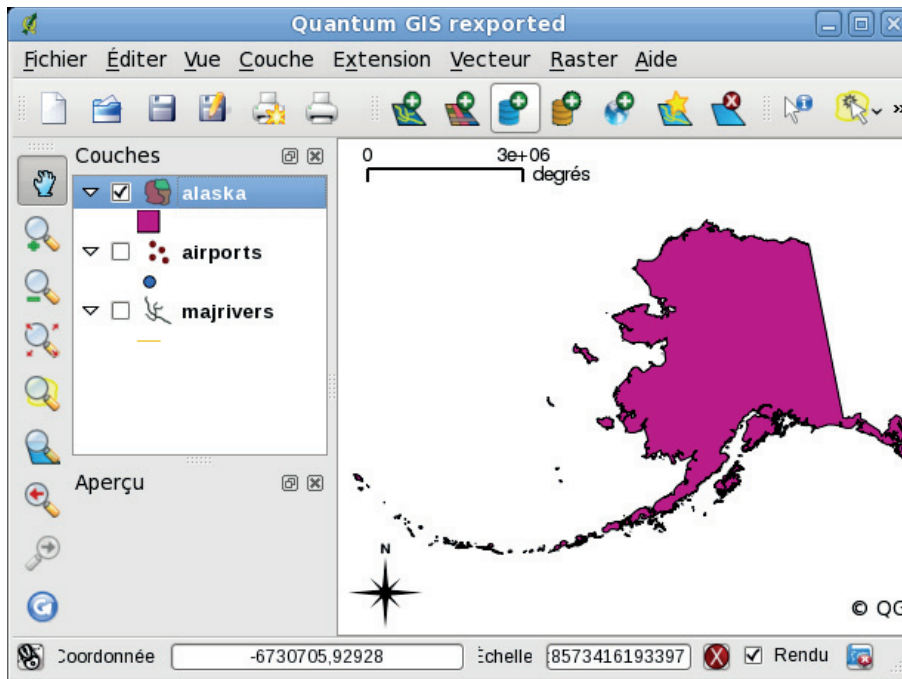 Quantum GIS rexported
Fichier Éditer Vue Couche Extension Vecteur Raster Aide
»
Couches
alaska
airports
majrivers
Aperçu
0 3e+06
degrés
N
© QG
Coordonnée -6730705,92928 Échelle :8573416193397 Rendu